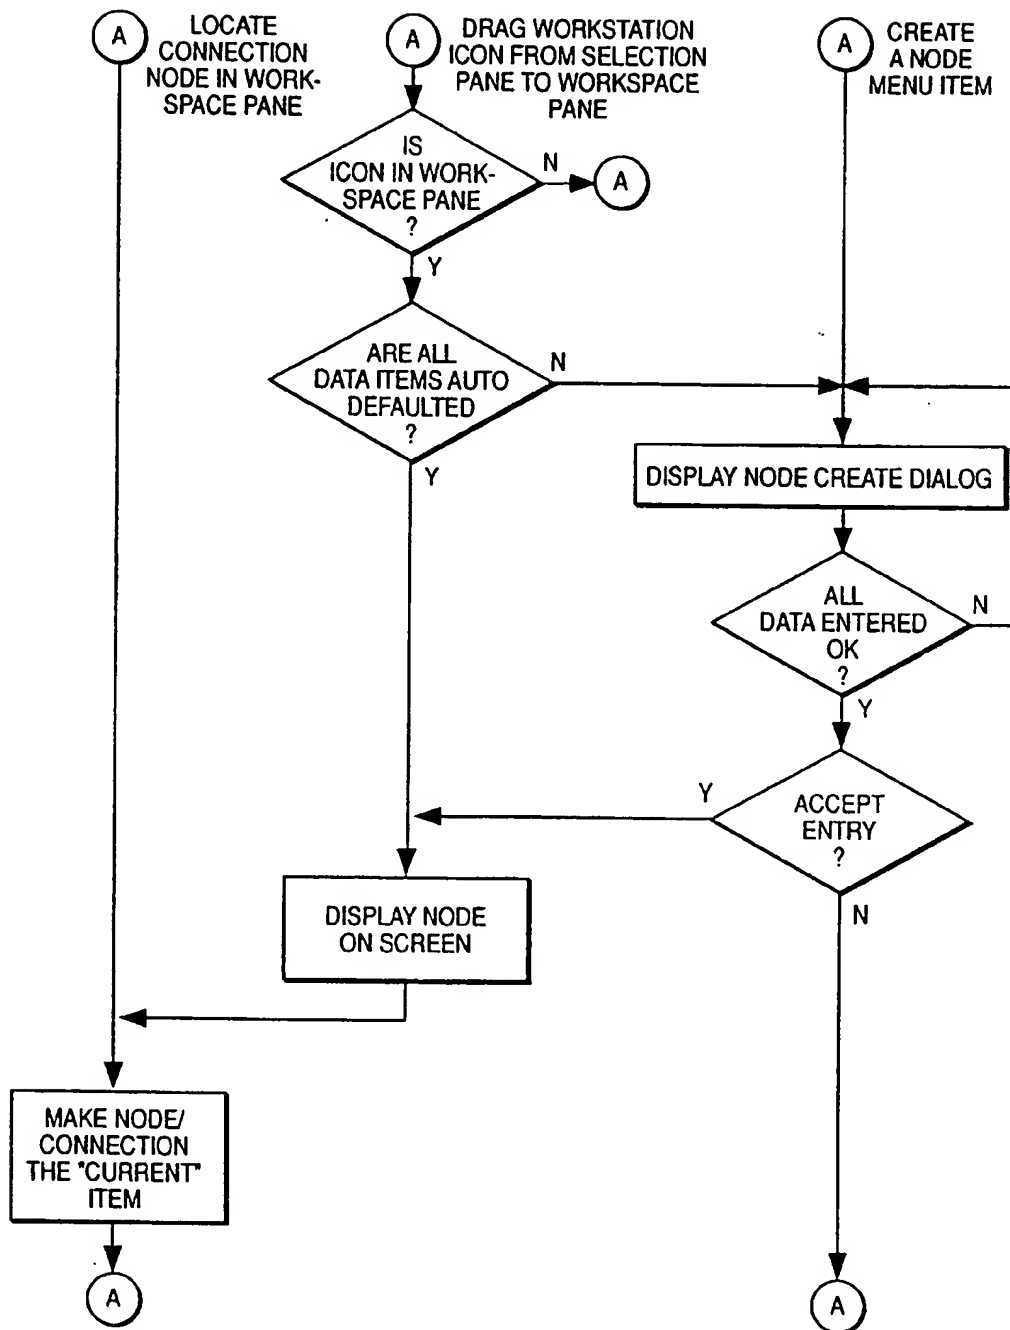 A
LOCATE
CONNECTION
NODE IN WORK-
SPACE PANE
A
DRAG WORKSTATION
ICON FROM SELECTION
PANE TO WORKSPACE
PANE
A
CREATE
A NODE
MENU ITEM
IS
ICON IN WORK-
SPACE PANE
?
N
A
Y
ARE ALL
DATA ITEMS AUTO
DEFAULTED
?
N
Y
DISPLAY NODE CREATE DIALOG
ALL
DATA ENTERED
OK
?
N
Y
ACCEPT
ENTRY
?
Y
N
DISPLAY NODE
ON SCREEN
MAKE NODE/
CONNECTION
THE "CURRENT"
ITEM
A
A